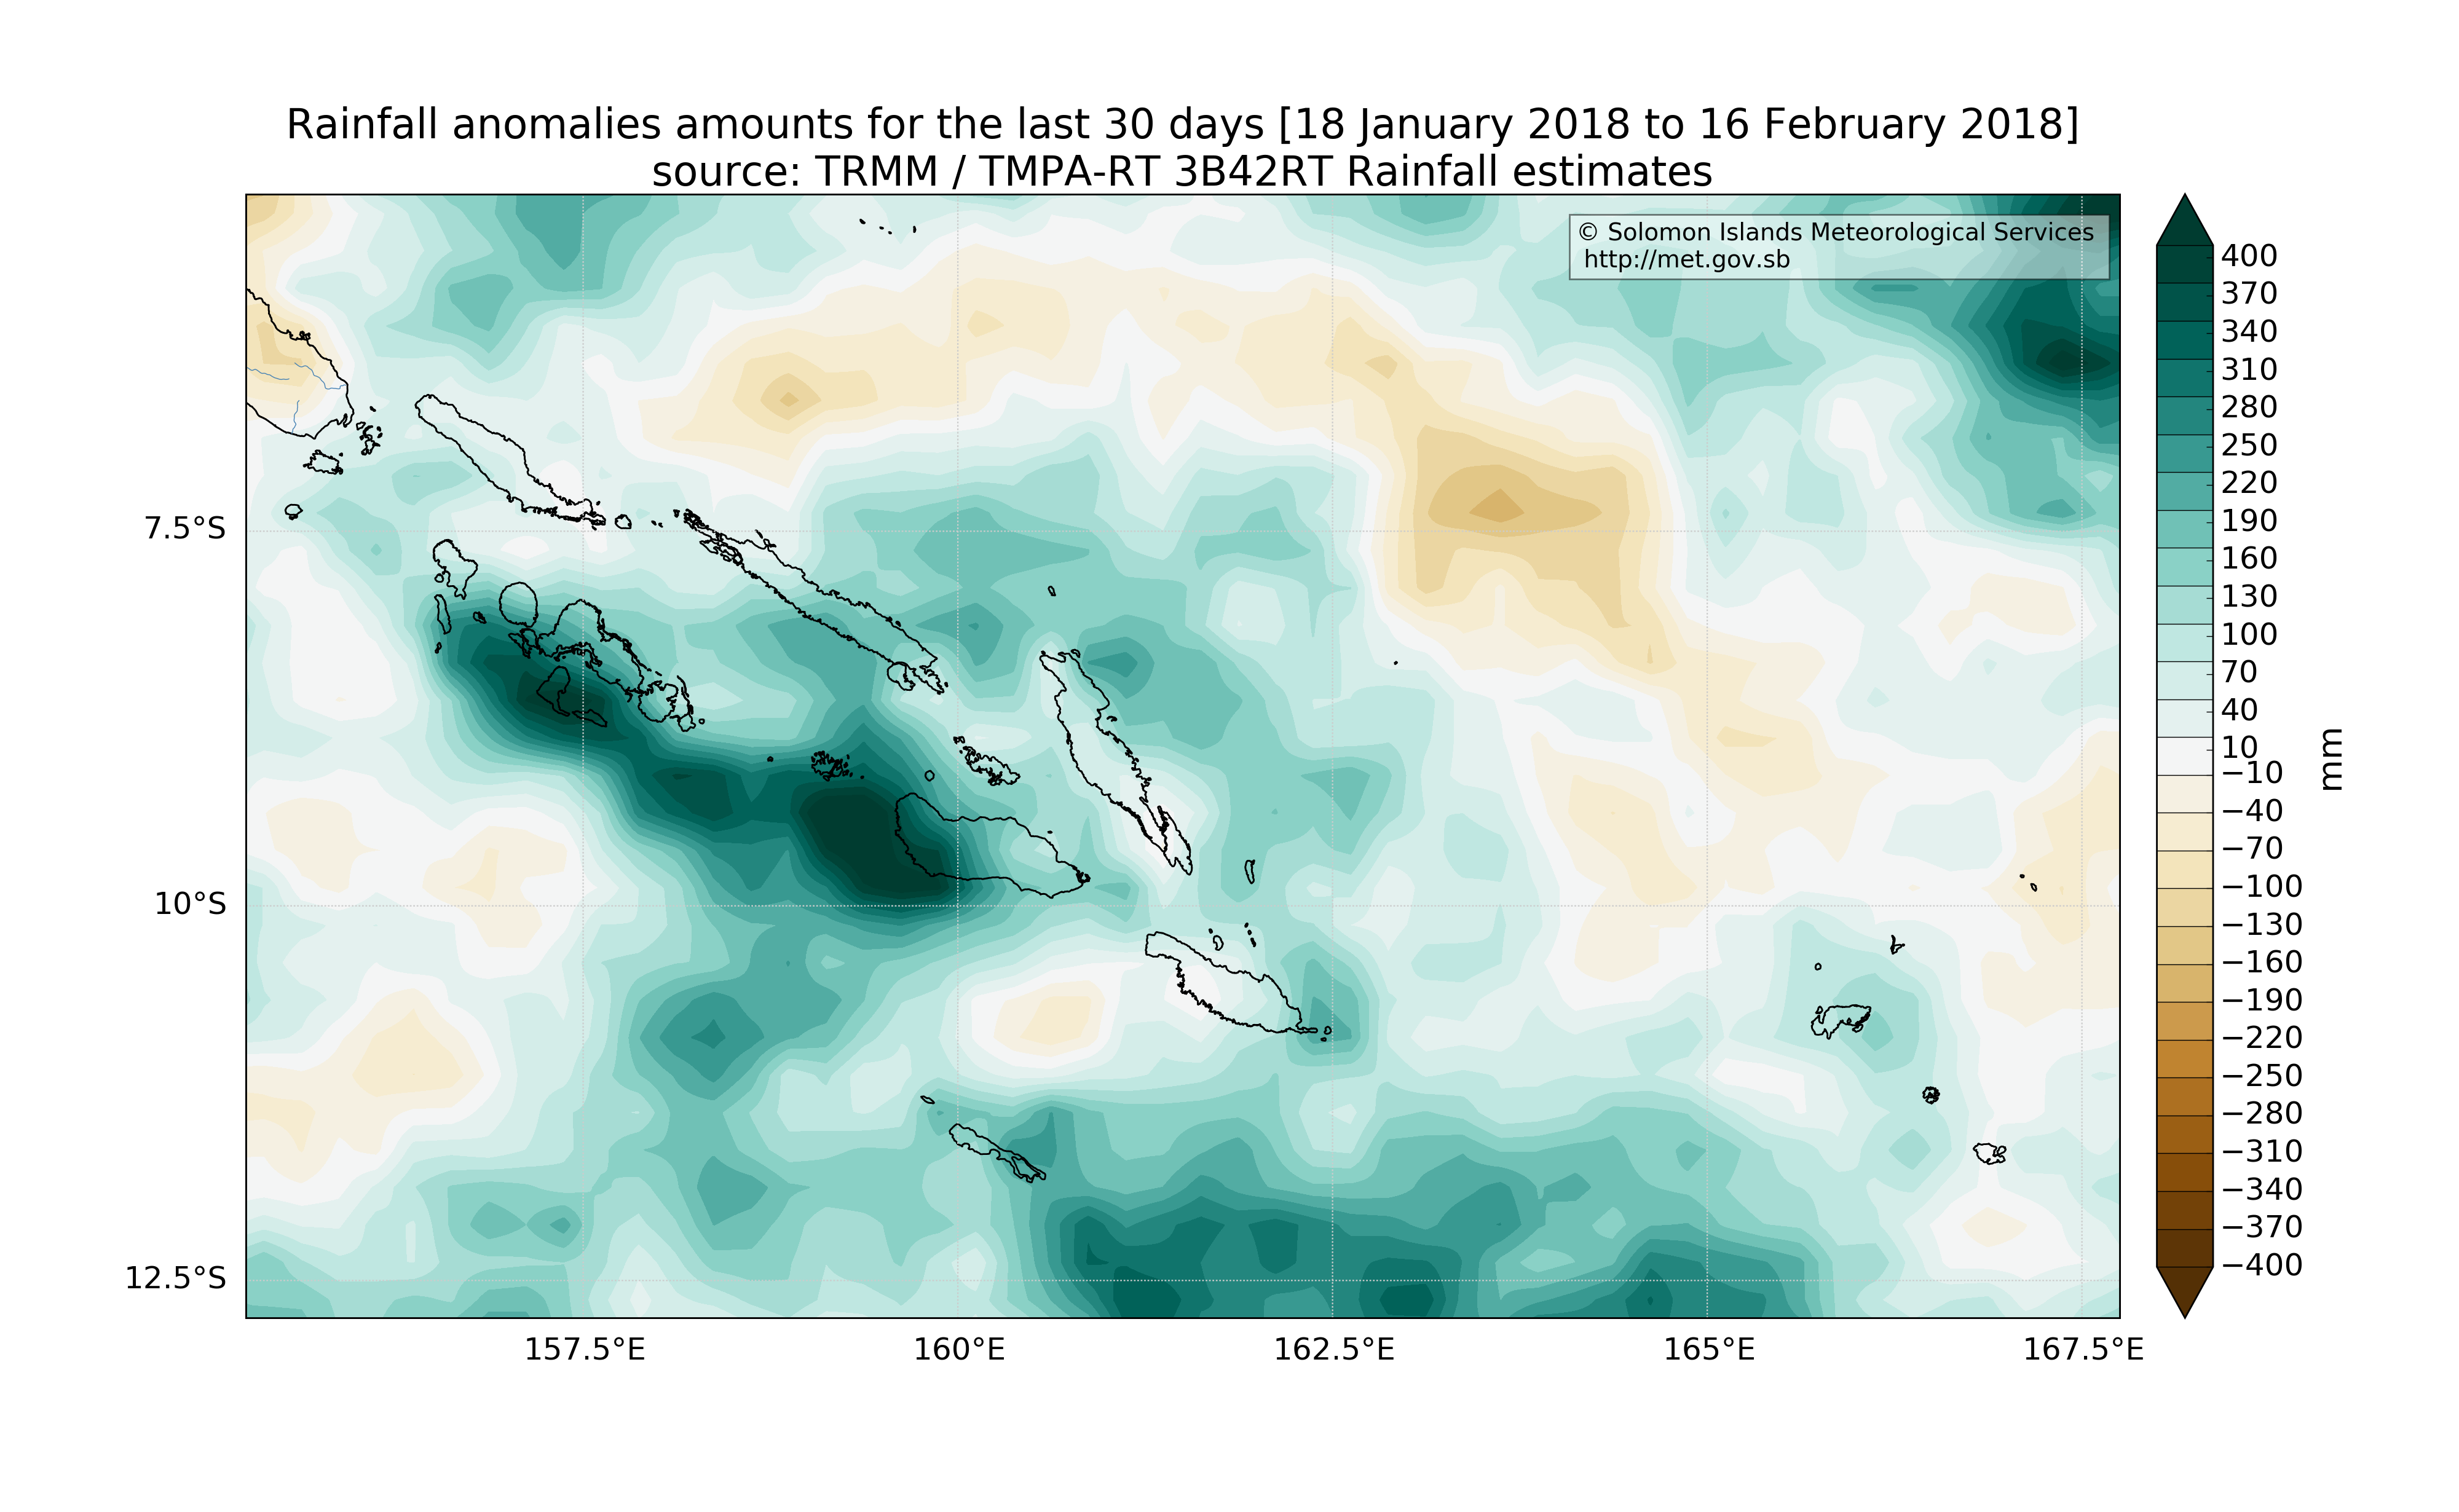 Rainfall anomalies amounts for the last 30 days [18 January 2018 to 16 February 2018]
source: TRMM / TMPA-RT 3B42RT Rainfall estimates
© Solomon Islands Meteorological Services
http://met.gov.sb
7.5°S
10°S
12.5°S
157.5°E
160°E
162.5°E
165°E
167.5°E
400
370
340
310
280
250
220
190
160
130
100
70
40
10
−10
−40
−70
−100
−130
−160
−190
−220
−250
−280
−310
−340
−370
−400
mm